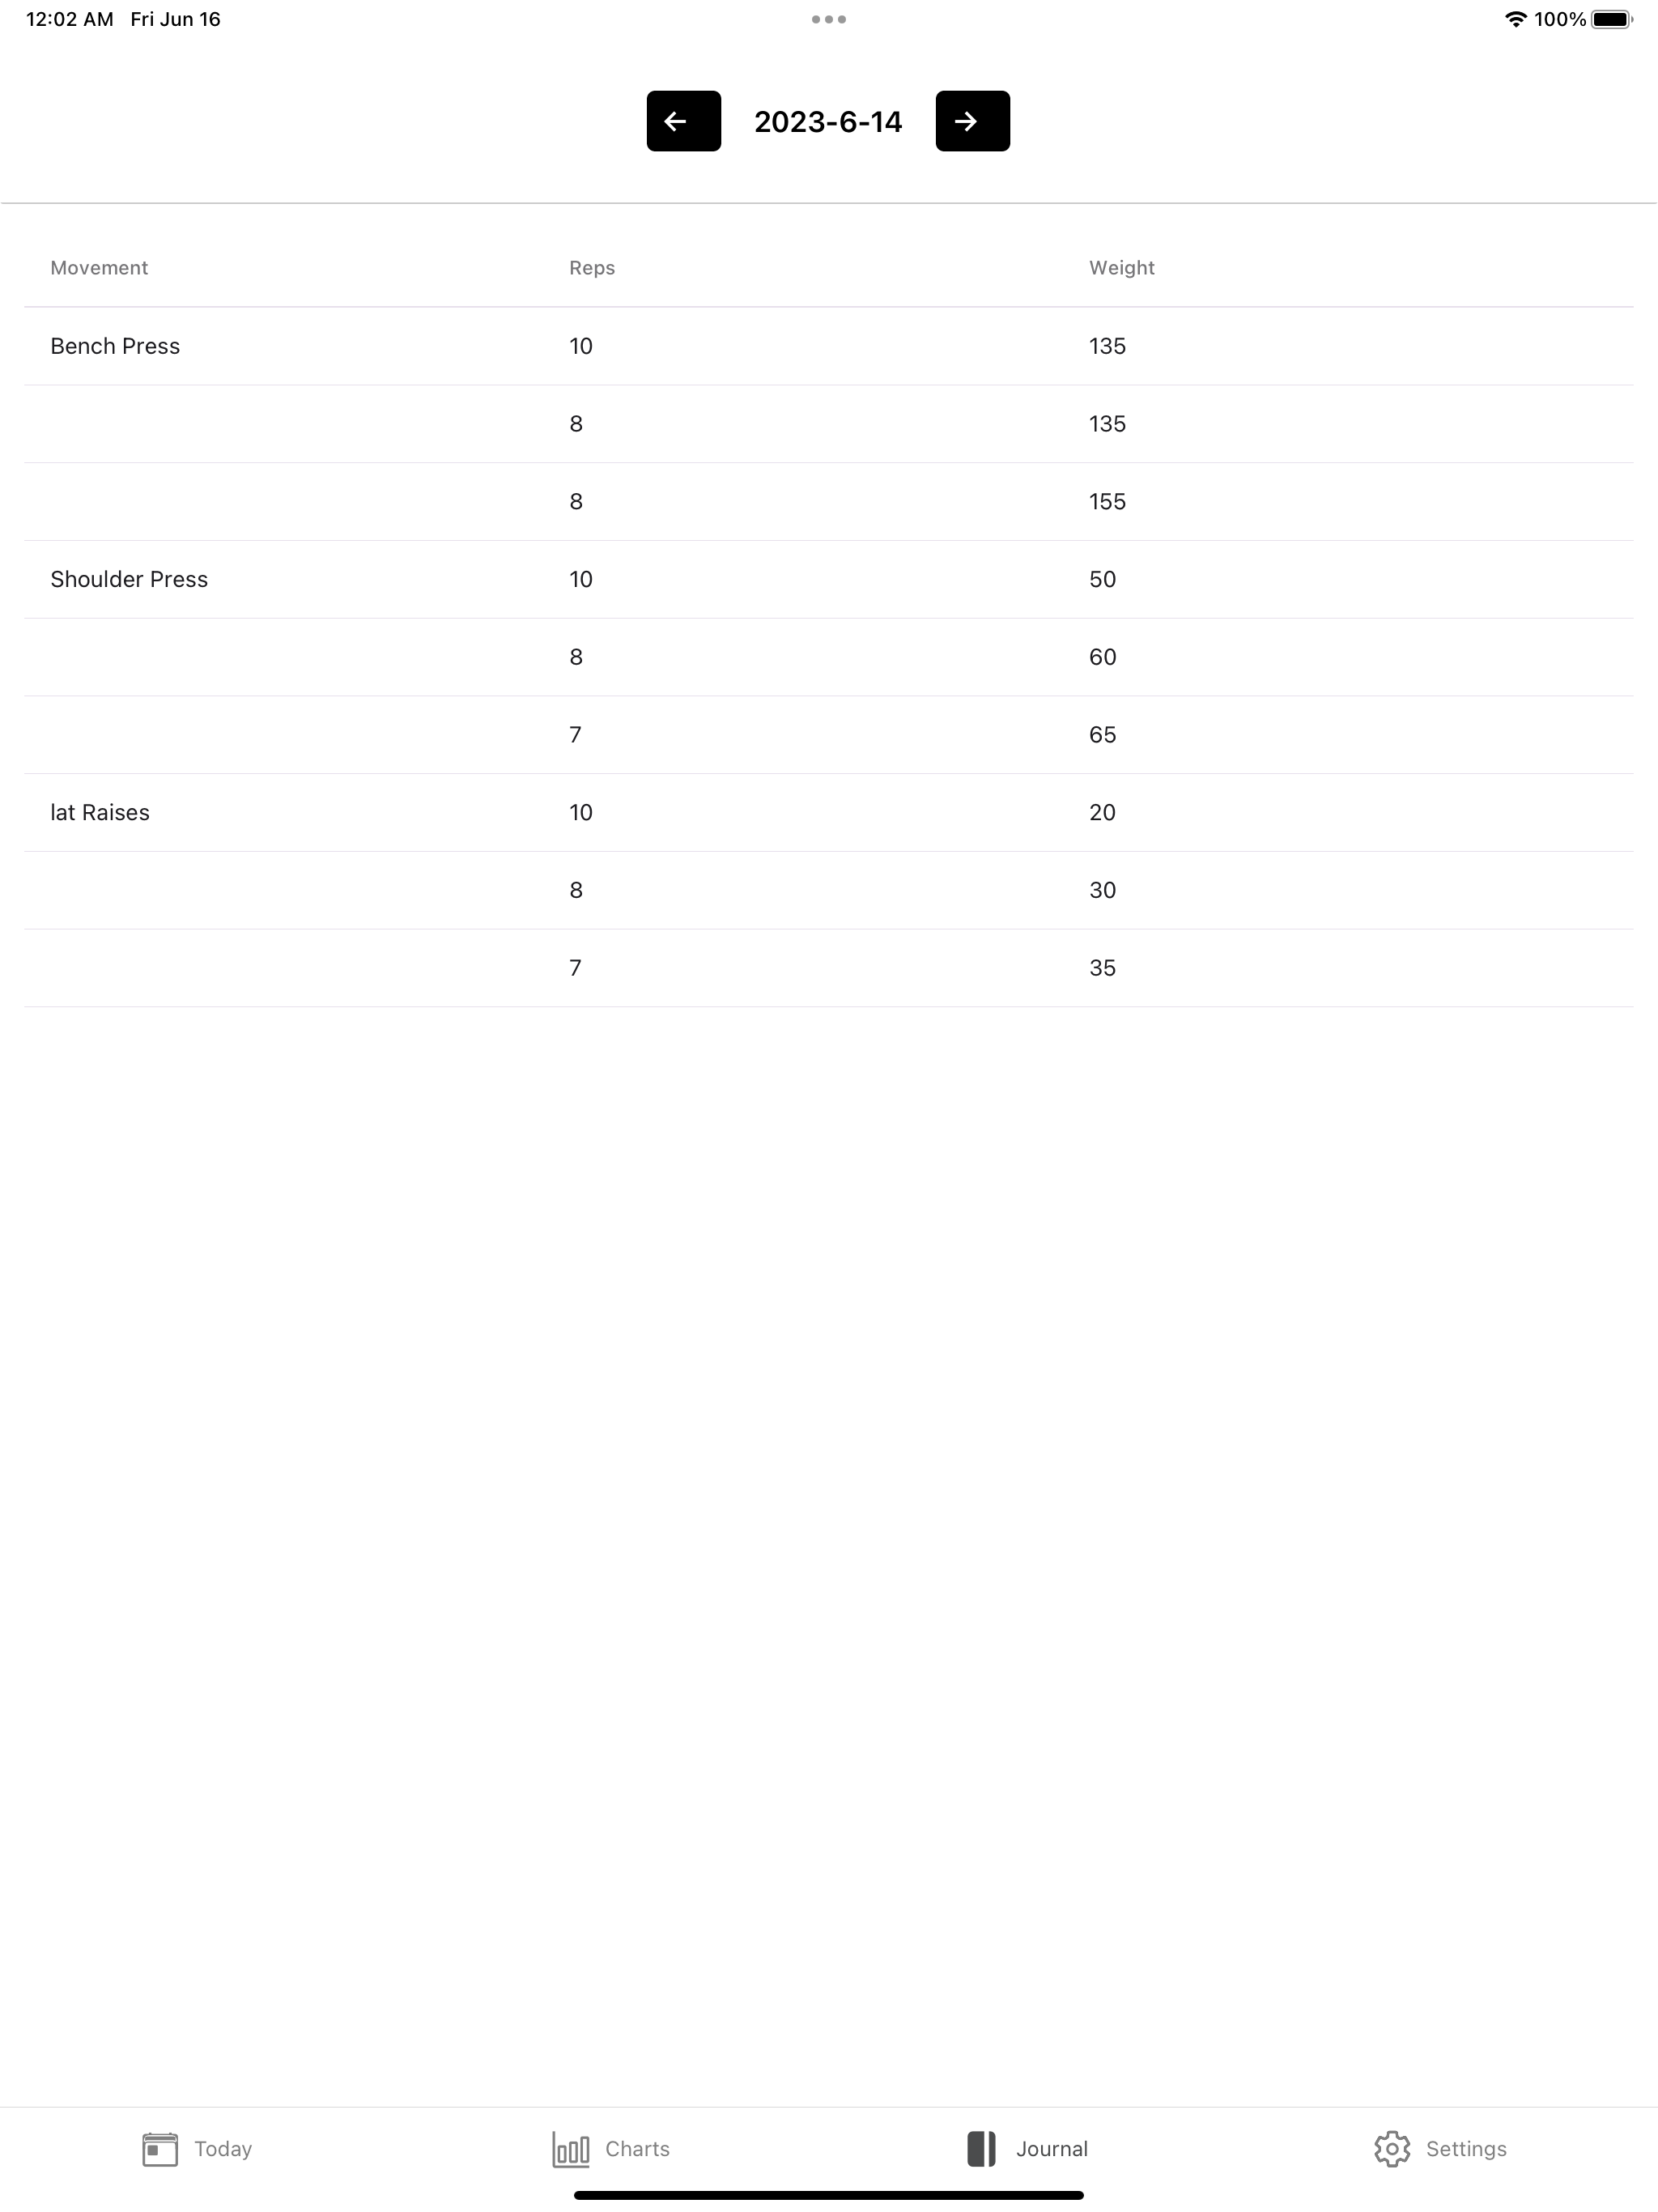 12:02 AM Fri Jun 16 100%
2023-6-14
Movement Reps Weight
Bench Press 10 135
8 135
8 155
Shoulder Press 10 50
8 60
7 65
lat Raises 10 20
8 30
7 35
Today Charts Journal Settings